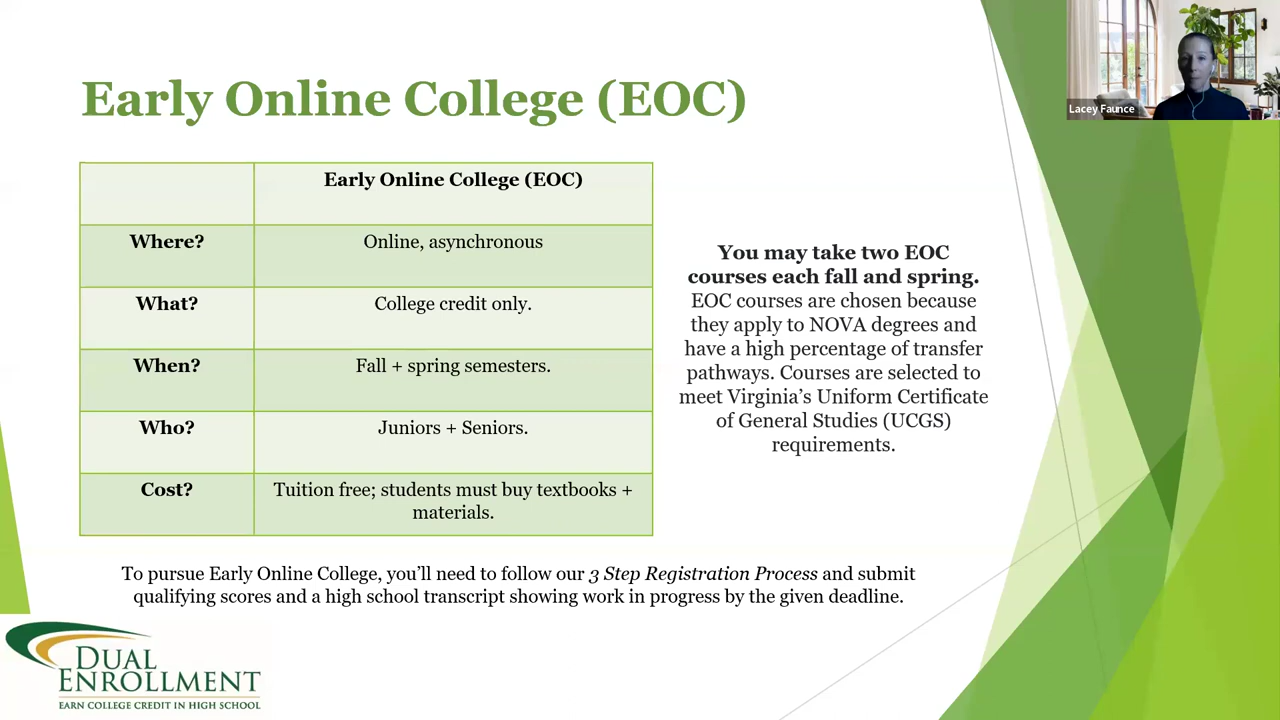 Early Online College (EOC)
Lacey Faunce
Early Online College (EOC)
Where?
Online, asynchronous
What?
College credit only.
When?
Fall + spring semesters.
Who?
Juniors + Seniors.
Cost?
Tuition free; students must buy textbooks +
materials.
You may take two EOC
courses each fall and spring.
EOC courses are chosen because
they apply to NOVA degrees and
have a high percentage of transfer
pathways. Courses are selected to
meet Virginia’s Uniform Certificate
of General Studies (UCGS)
requirements.
To pursue Early Online College, you’ll need to follow our 3 Step Registration Process and submit
qualifying scores and a high school transcript showing work in progress by the given deadline.
DUAL
ENROLLMENT
EARN COLLEGE CREDIT IN HIGH SCHOOL